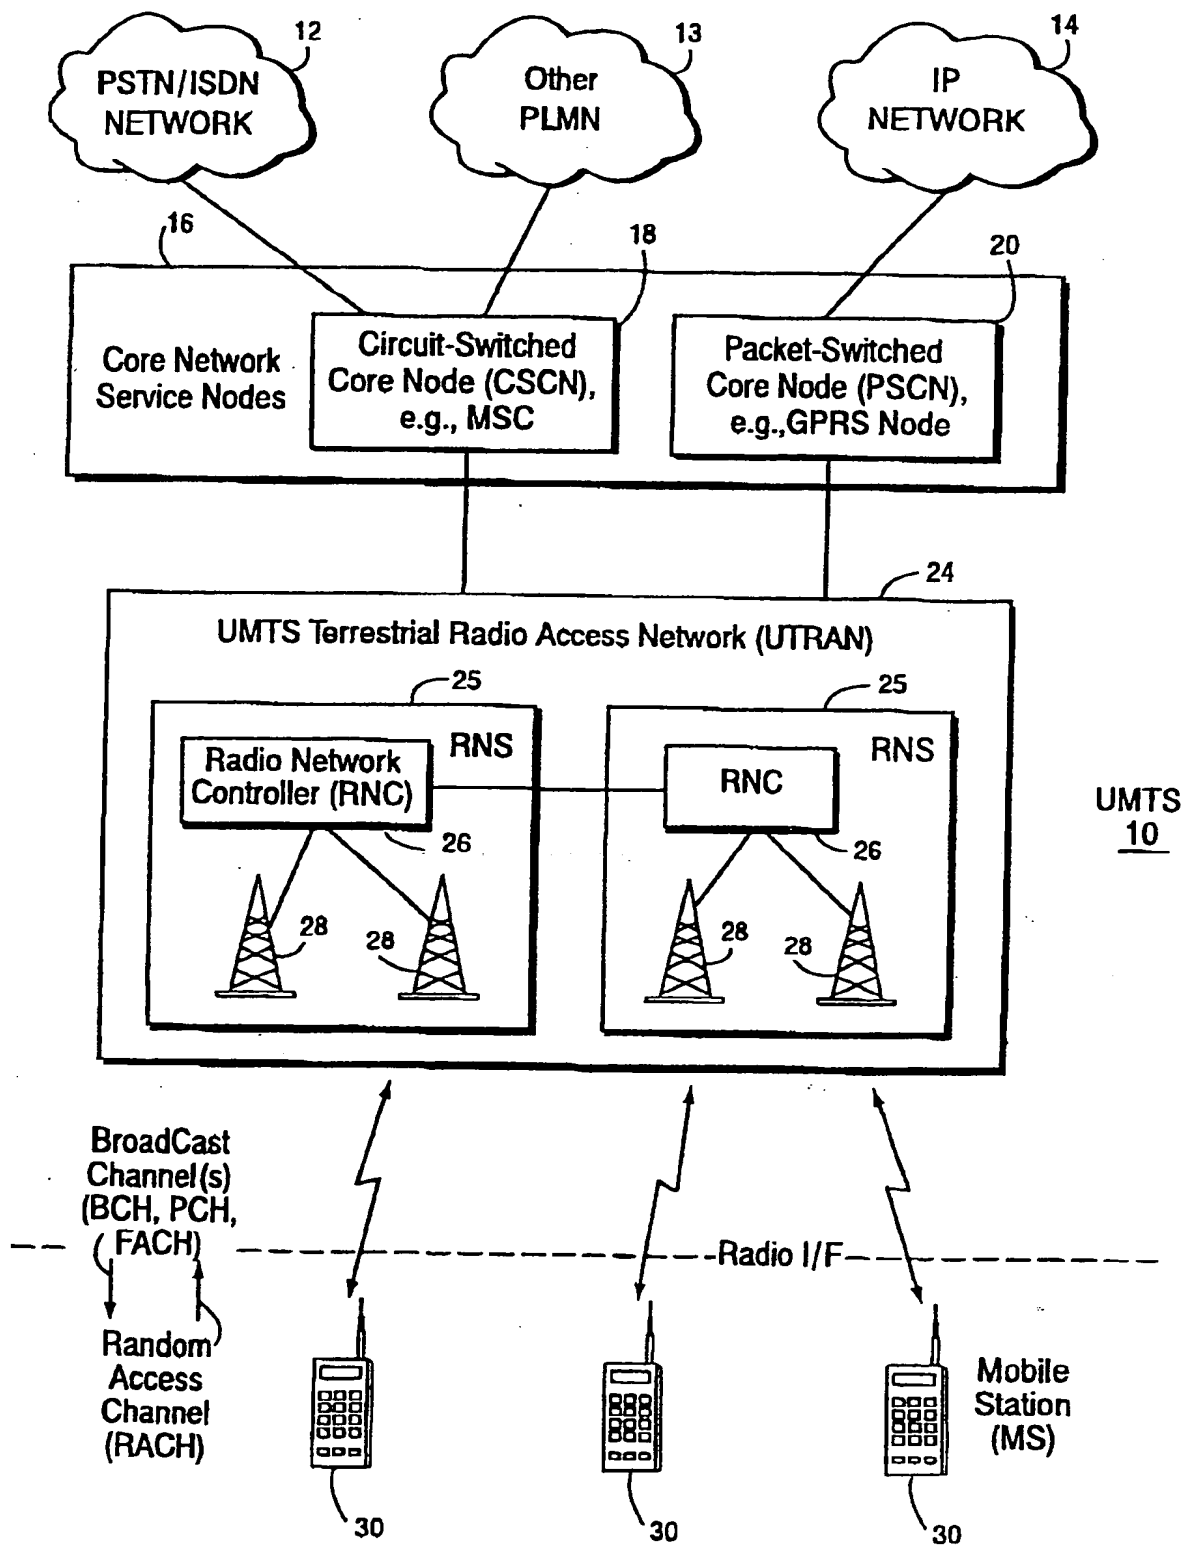 12
PSTN/ISDN
NETWORK
13
Other
PLMN
14
IP
NETWORK
16
18
20
Core Network
Service Nodes
Circuit-Switched
Core Node (CSCN),
e.g., MSC
Packet-Switched
Core Node (PSCN),
e.g.,GPRS Node
24
UMTS Terrestrial Radio Access Network (UTRAN)
25
RNS
Radio Network
Controller (RNC)
26
28
28
25
RNS
RNC
26
28
28
UMTS
10
BroadCast
Channel(s)
(BCH, PCH,
FACH)
Radio I/F
Random
Access
Channel
(RACH)
Mobile
Station
(MS)
30
30
30